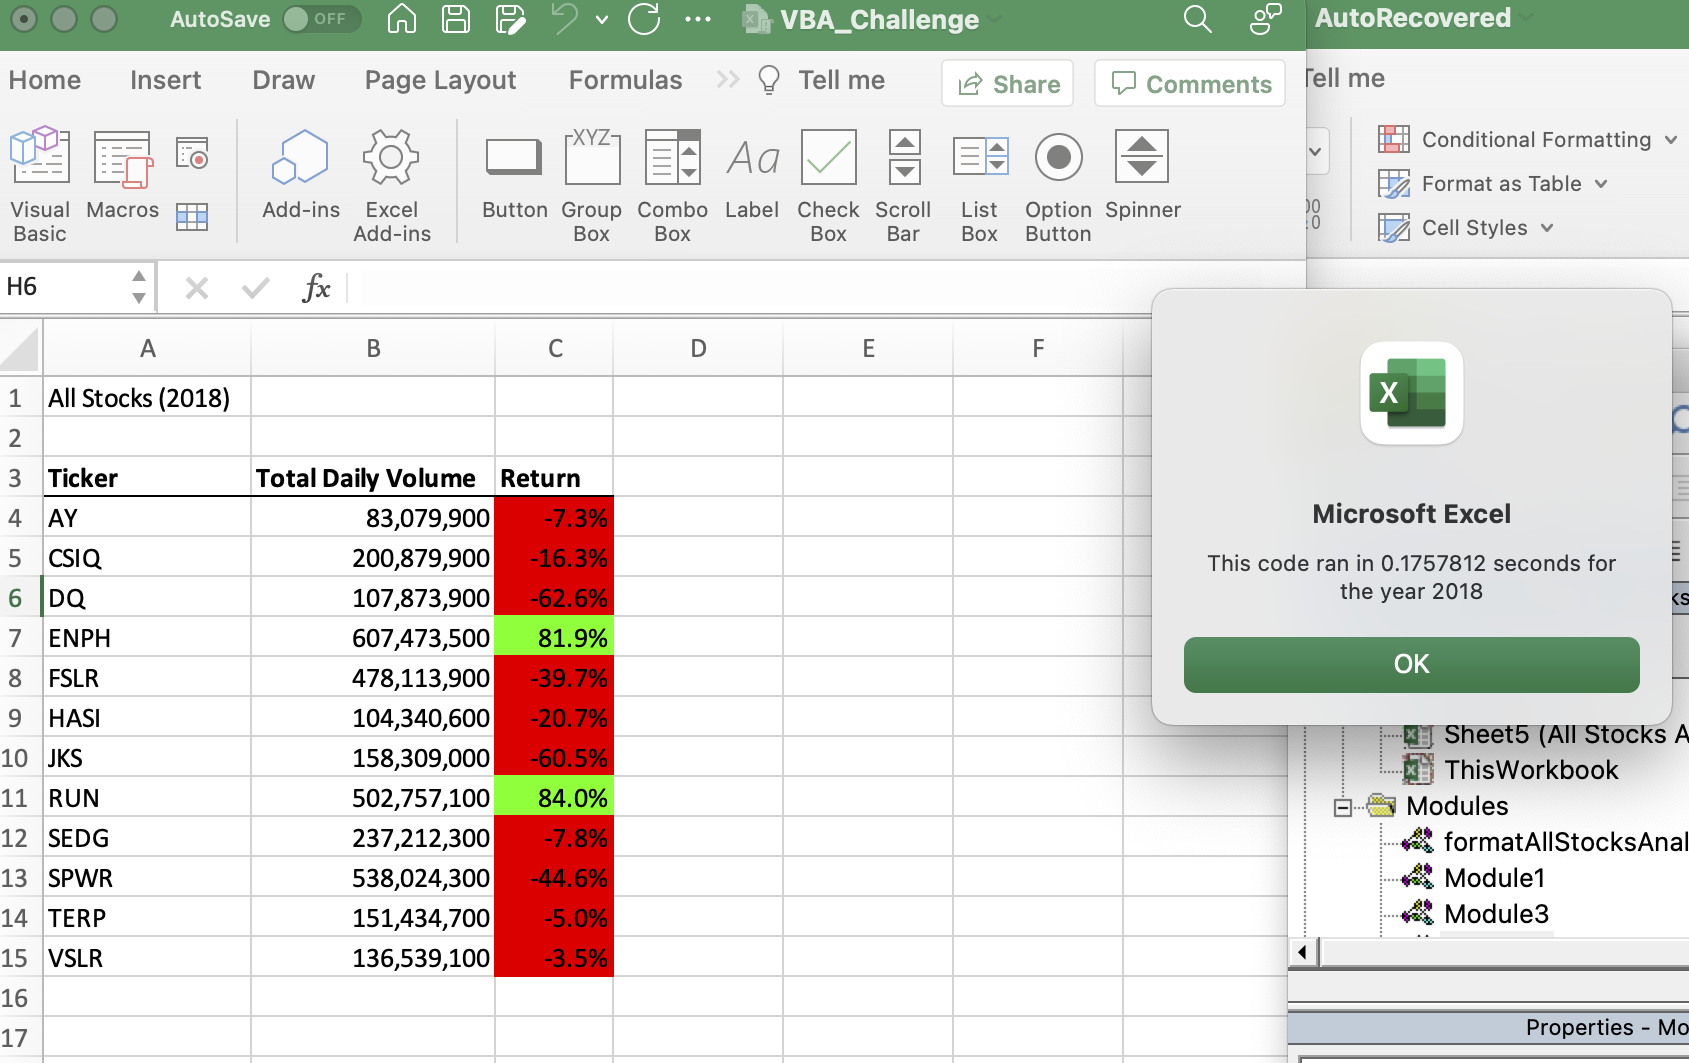 AutoSave OFF VBA_Challenge AutoRecovered
Home Insert Draw Page Layout Formulas Tell me Share Comments Tell me
Visual Basic Macros Add-ins Excel Add-ins Button Group Box Combo Box Label Check Box Scroll Bar List Box Option Button Spinner
XYZ Aa
Conditional Formatting
Format as Table
Cell Styles
H6 fx
A B C D E F
1 All Stocks (2018)
2
3 Ticker Total Daily Volume Return
4 AY 83,079,900 -7.3%
5 CSIQ 200,879,900 -16.3%
6 DQ 107,873,900 -62.6%
7 ENPH 607,473,500 81.9%
8 FSLR 478,113,900 -39.7%
9 HASI 104,340,600 -20.7%
10 JKS 158,309,000 -60.5%
11 RUN 502,757,100 84.0%
12 SEDG 237,212,300 -7.8%
13 SPWR 538,024,300 -44.6%
14 TERP 151,434,700 -5.0%
15 VSLR 136,539,100 -3.5%
16
17
X
Microsoft Excel
This code ran in 0.1757812 seconds for
the year 2018
OK
Sheet5 (All Stocks A
ThisWorkbook
Modules
formatAllStocksAnal
Module1
Module3
Properties - Mo